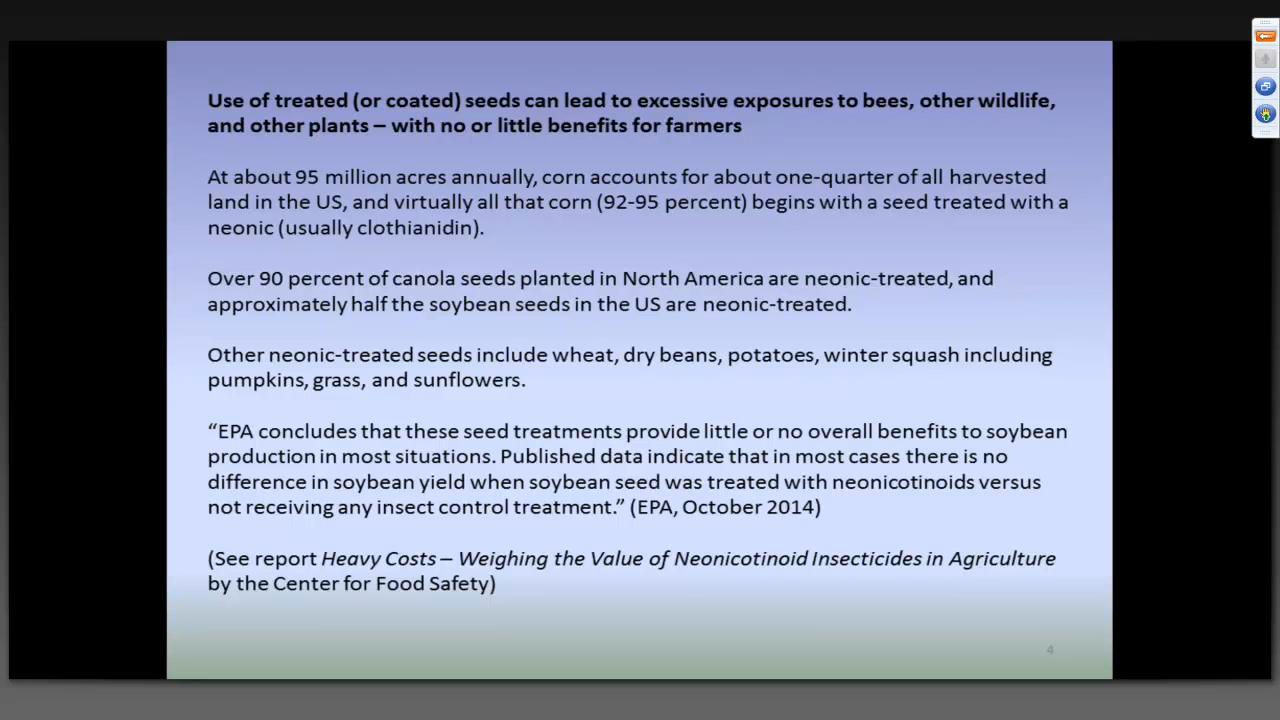 Use of treated (or coated) seeds can lead to excessive exposures to bees, other wildlife,
and other plants – with no or little benefits for farmers
At about 95 million acres annually, corn accounts for about one-quarter of all harvested
land in the US, and virtually all that corn (92-95 percent) begins with a seed treated with a
neonic (usually clothianidin).
Over 90 percent of canola seeds planted in North America are neonic-treated, and
approximately half the soybean seeds in the US are neonic-treated.
Other neonic-treated seeds include wheat, dry beans, potatoes, winter squash including
pumpkins, grass, and sunflowers.
“EPA concludes that these seed treatments provide little or no overall benefits to soybean
production in most situations. Published data indicate that in most cases there is no
difference in soybean yield when soybean seed was treated with neonicotinoids versus
not receiving any insect control treatment.” (EPA, October 2014)
(See report Heavy Costs – Weighing the Value of Neonicotinoid Insecticides in Agriculture
by the Center for Food Safety)
4